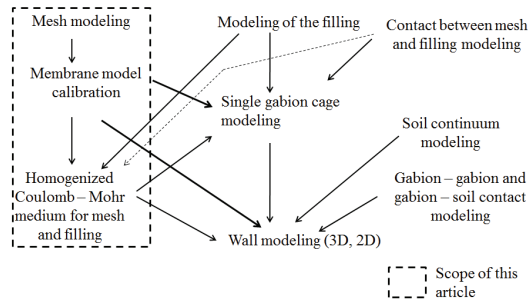 Mesh modeling
Membrane model
calibration
Homogenized
Coulomb – Mohr
medium for mesh
and filling
Modeling of the filling
Contact between mesh
and filling modeling
Single gabion cage
modeling
Soil continuum
modeling
Gabion – gabion and
gabion – soil contact
modeling
Wall modeling (3D, 2D)
Scope of this
article